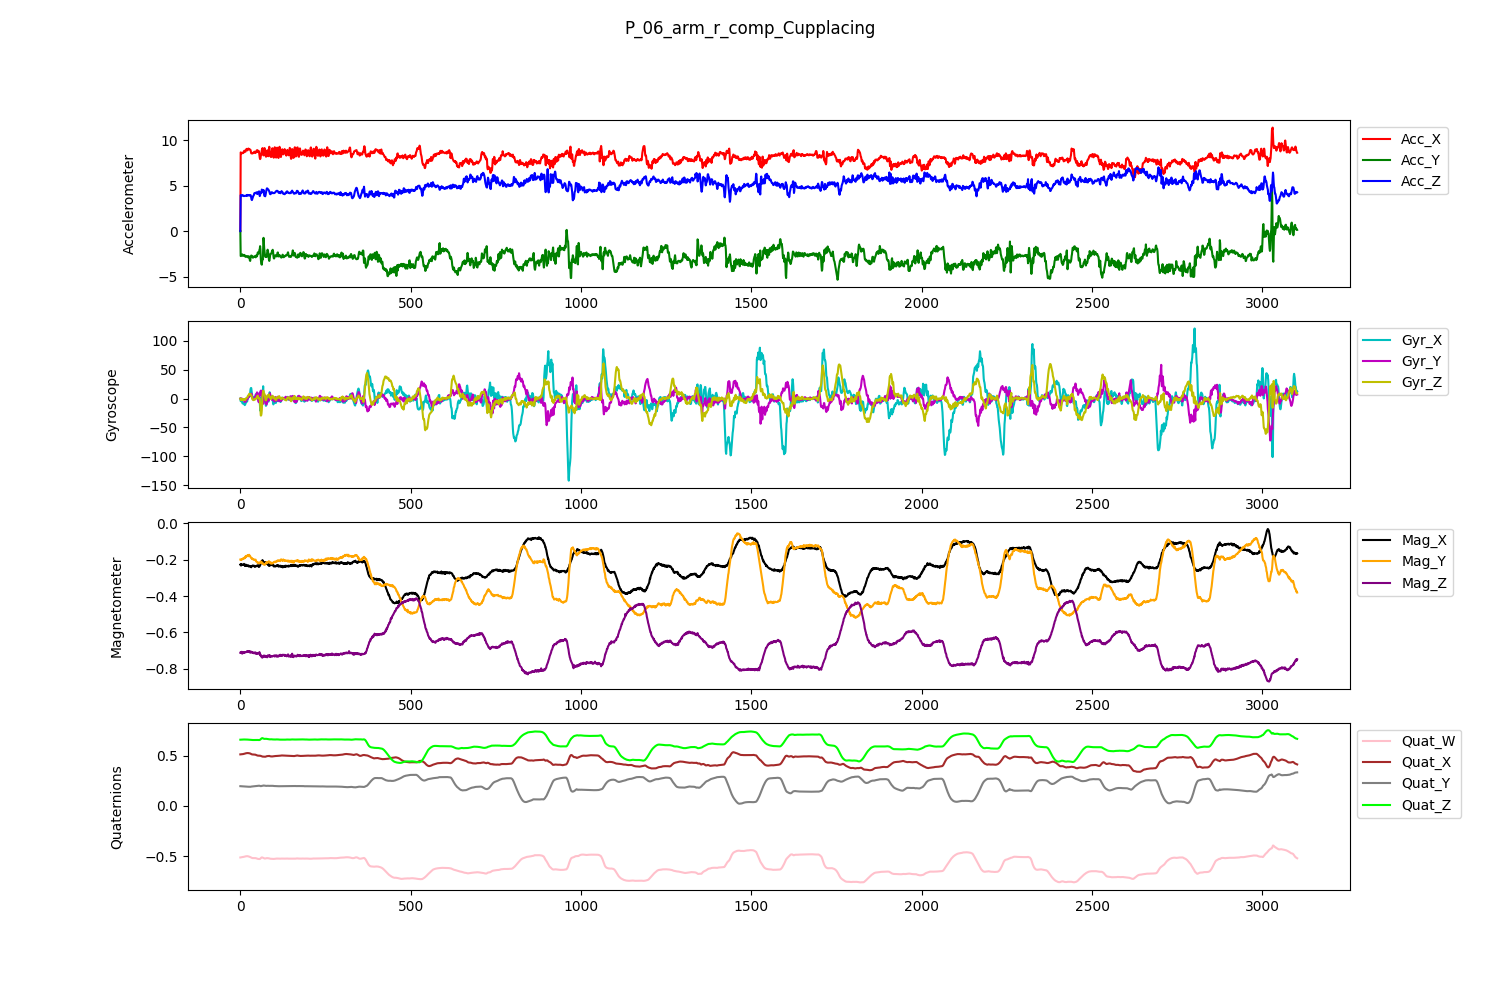 P_06_arm_r_comp_Cupplacing
Accelerometer
10
5
0
−5
0 500 1000 1500 2000 2500 3000
Acc_X
Acc_Y
Acc_Z
Gyroscope
100
50
0
−50
−100
−150
0 500 1000 1500 2000 2500 3000
Gyr_X
Gyr_Y
Gyr_Z
Magnetometer
0.0
−0.2
−0.4
−0.6
−0.8
0 500 1000 1500 2000 2500 3000
Mag_X
Mag_Y
Mag_Z
Quaternions
0.5
0.0
−0.5
0 500 1000 1500 2000 2500 3000
Quat_W
Quat_X
Quat_Y
Quat_Z